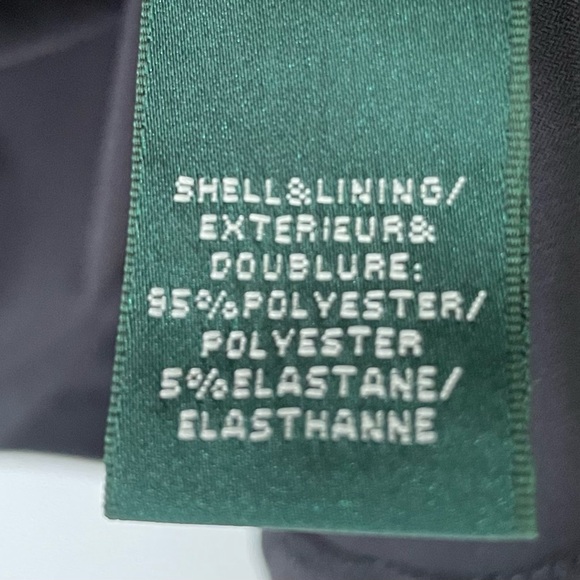 SHELL&LINING/
EXTERIEUR&
DOUBLURE:
95%POLYESTER/
POLYESTER
5%ELASTANE/
ELASTHANNE